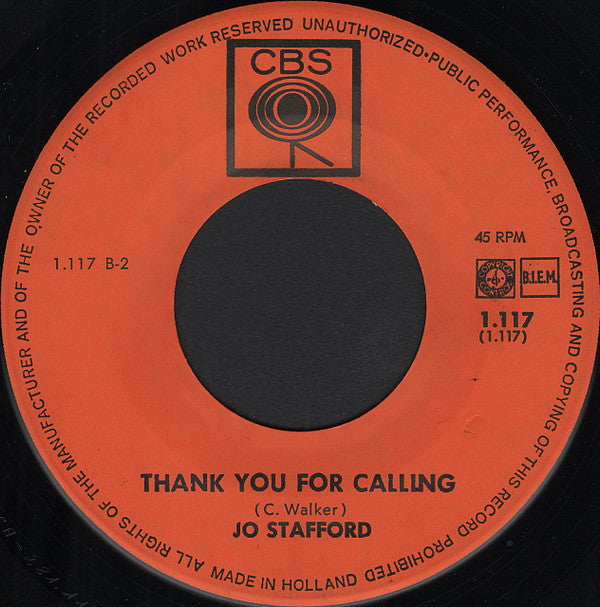 CBS
ALL RIGHTS OF THE MANUFACTURER AND OF THE OWNER OF THE RECORDED WORK RESERVED UNAUTHORIZED•PUBLIC PERFORMANCE, BROADCASTING AND COPYING OF THIS RECORD PROHIBITED
1.117 B-2
45 RPM
COPYRIGHT CONTROL
B.I.E.M.
1.117
(1.117)
THANK YOU FOR CALLING
(C. Walker)
JO STAFFORD
MADE IN HOLLAND